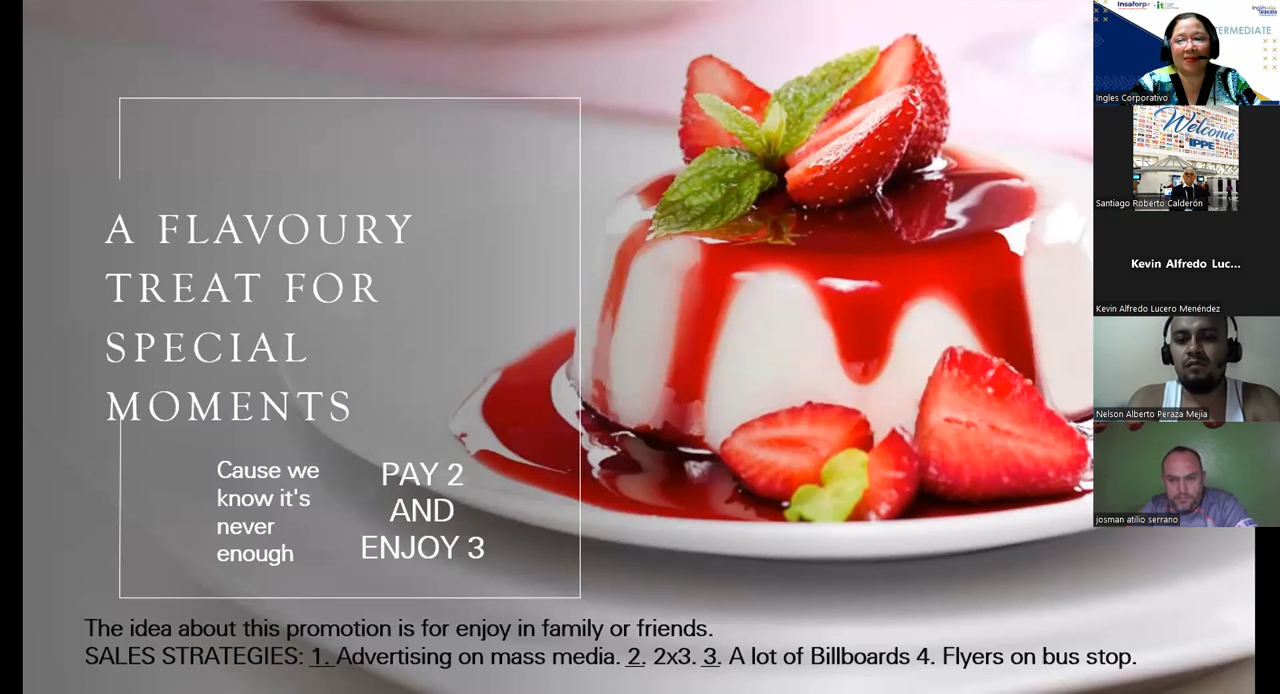 A FLAVOURY
TREAT FOR
SPECIAL
MOMENTS
Cause we
know it's
never
enough
PAY 2
AND
ENJOY 3
The idea about this promotion is for enjoy in family or friends.
SALES STRATEGIES: 1. Advertising on mass media. 2. 2x3. 3. A lot of Billboards 4. Flyers on bus stop.
Insaforp
it
ERMEDIATE
Ingles Corporativo
Welcome
IPPE
Santiago Roberto Calderón
Kevin Alfredo Luc...
Kevin Alfredo Lucero Menéndez
Nelson Alberto Peraza Mejia
josman atilio serrano